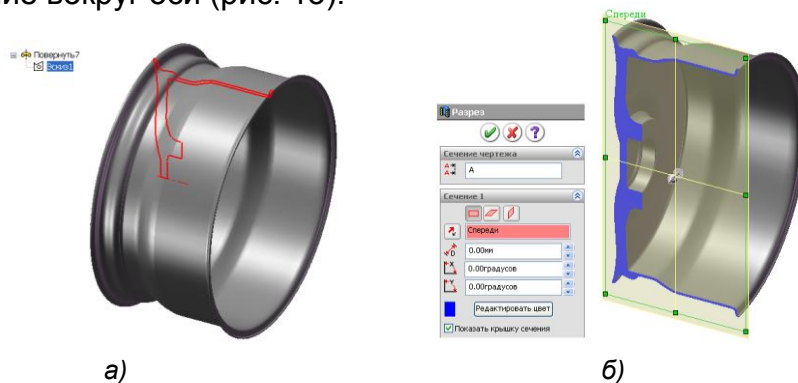 ние вокруг оси (рис. 13).
Повернуть7
Эскиз1
Разрез
?
Сечение чертежа
A
Сечение 1
Спереди
0.00мм
0.00градусов
0.00градусов
Редактировать цвет
Показать крышку сечения
Спереди
а)
б)